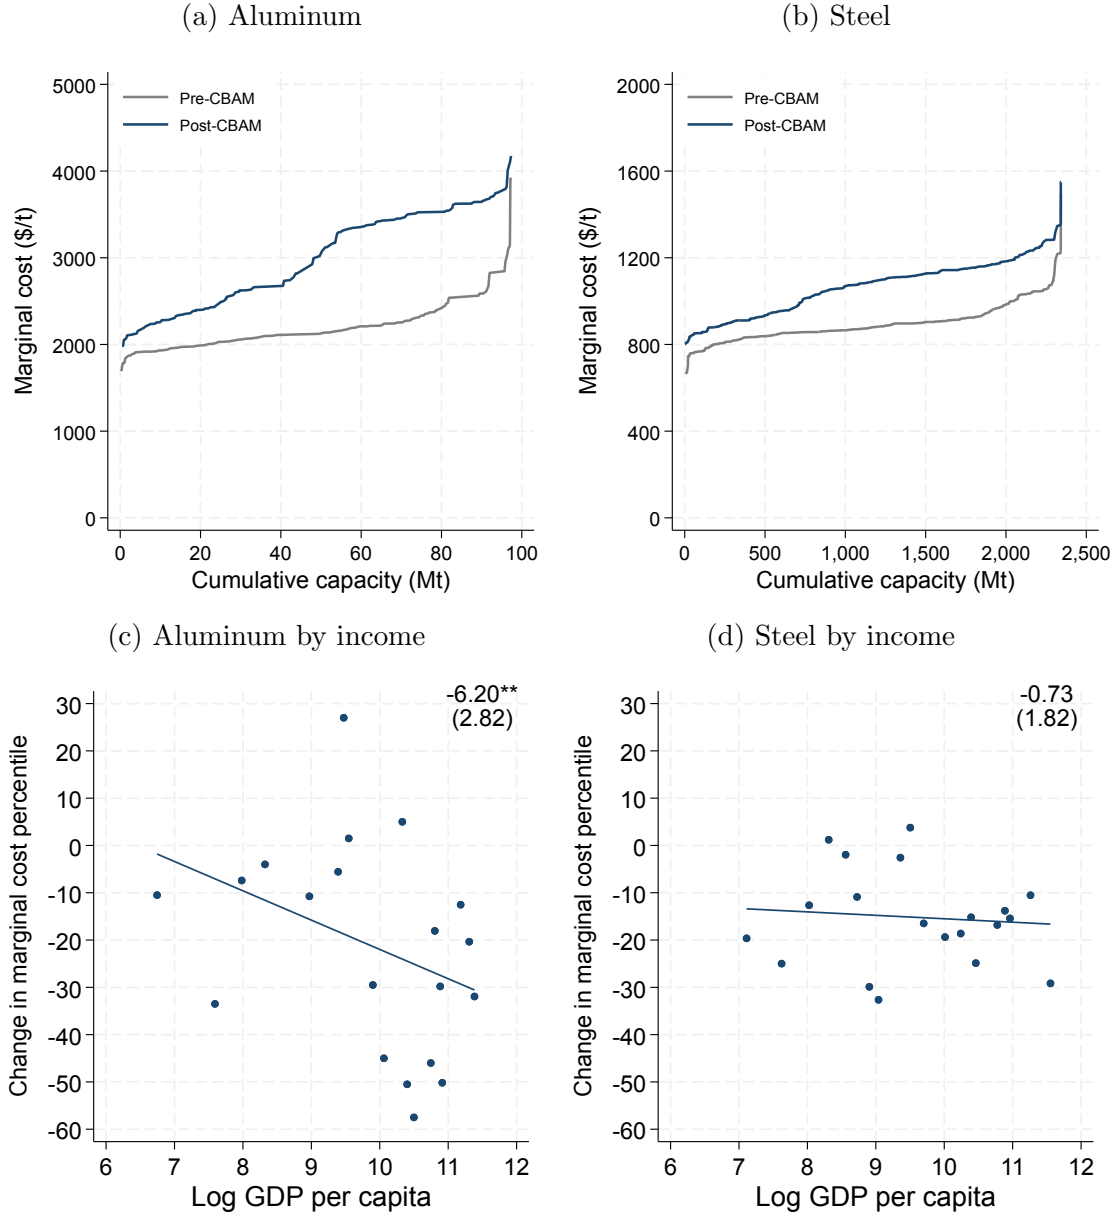 (a) Aluminum
5000
4000
3000
2000
1000
0
Marginal cost ($/t)
Pre-CBAM
Post-CBAM
0 20 40 60 80 100
Cumulative capacity (Mt)
(b) Steel
2000
1600
1200
800
400
0
Marginal cost ($/t)
Pre-CBAM
Post-CBAM
0 500 1,000 1,500 2,000 2,500
Cumulative capacity (Mt)
(c) Aluminum by income
30
20
10
0
-10
-20
-30
-40
-50
-60
Change in marginal cost percentile
-6.20**
(2.82)
6 7 8 9 10 11 12
Log GDP per capita
(d) Steel by income
30
20
10
0
-10
-20
-30
-40
-50
-60
Change in marginal cost percentile
-0.73
(1.82)
6 7 8 9 10 11 12
Log GDP per capita